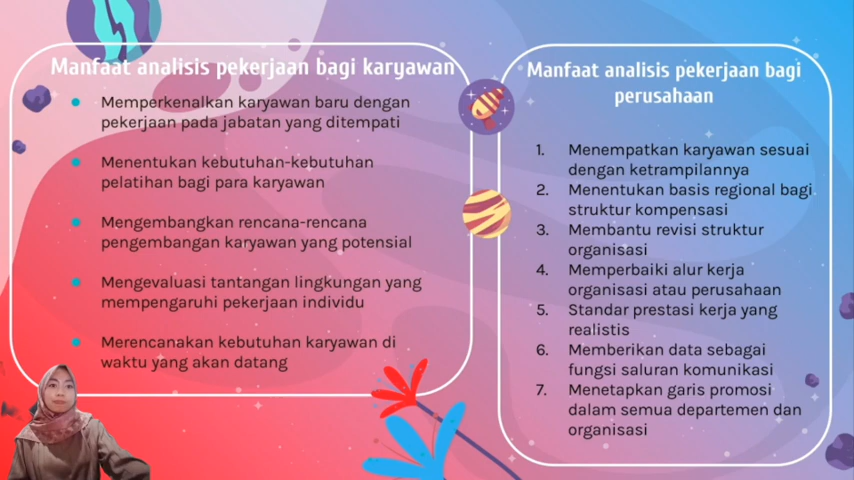 Manfaat analisis pekerjaan bagi karyawan
Memperkenalkan karyawan baru dengan
pekerjaan pada jabatan yang ditempati
Menentukan kebutuhan-kebutuhan
pelatihan bagi para karyawan
Mengembangkan rencana-rencana
pengembangan karyawan yang potensial
Mengevaluasi tantangan lingkungan yang
mempengaruhi pekerjaan individu
Merencanakan kebutuhan karyawan di
waktu yang akan datang
Manfaat analisis pekerjaan bagi
perusahaan
1. Menempatkan karyawan sesuai
dengan ketrampilannya
2. Menentukan basis regional bagi
struktur kompensasi
3. Membantu revisi struktur
organisasi
4. Memperbaiki alur kerja
organisasi atau perusahaan
5. Standar prestasi kerja yang
realistis
6. Memberikan data sebagai
fungsi saluran komunikasi
7. Menetapkan garis promosi
dalam semua departemen dan
organisasi